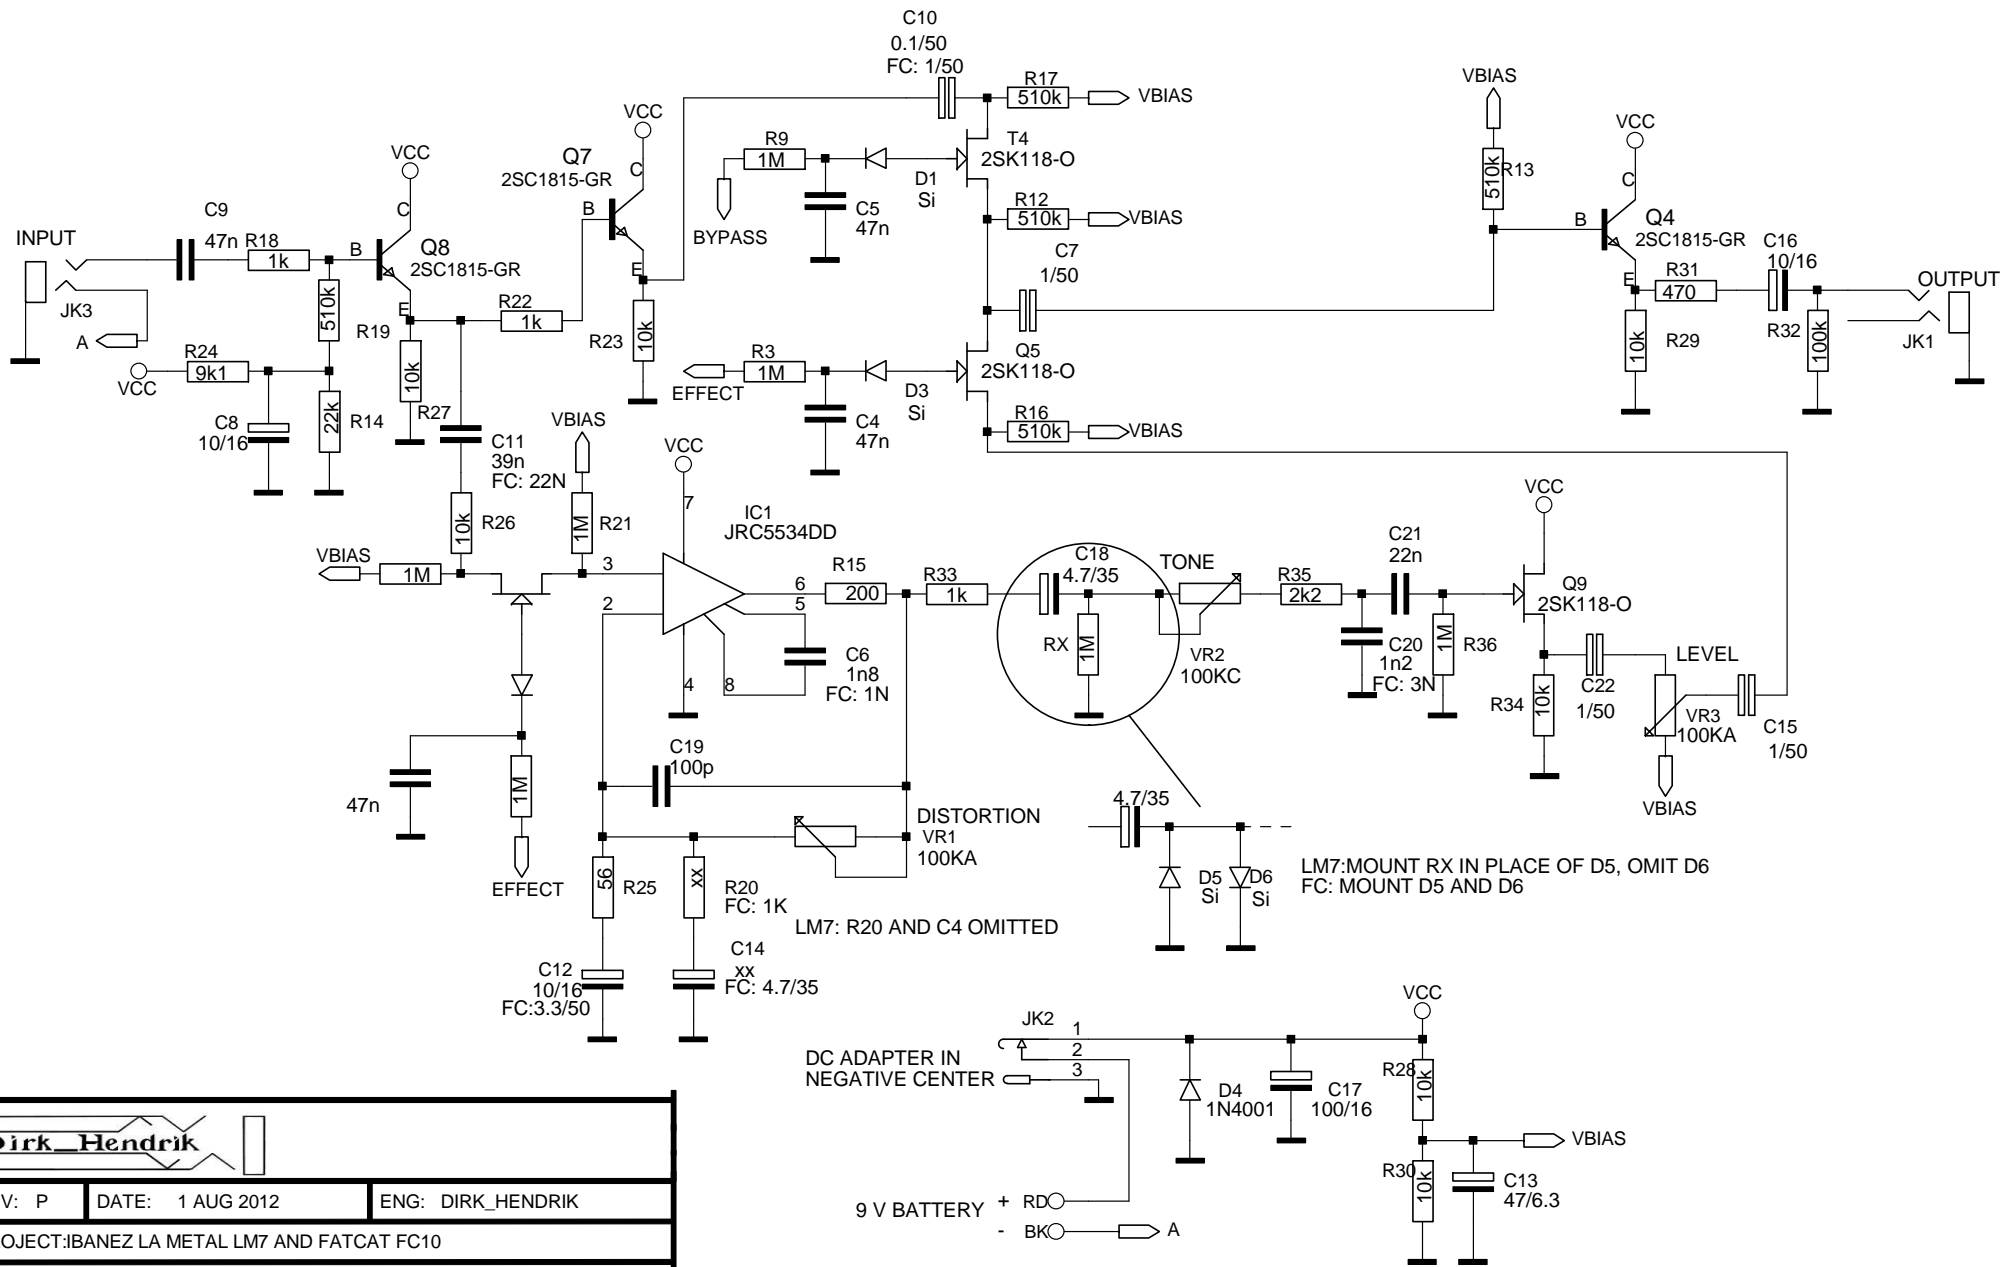 C10
0.1/50
FC: 1/50
R17
510k
VBIAS
VBIAS
VCC
VCC
VCC
Q7
2SC1815-GR
C
B
E
R9
1M
T4
2SK118-O
D1
Si
C5
47n
BYPASS
R12
510k
VBIAS
R13
510k
C
B
Q4
2SC1815-GR
E
C9
47n
R18
1k
INPUT
JK3
A
B
C
Q8
2SC1815-GR
E
510k
R19
R22
1k
R23
10k
C7
1/50
C16
10/16
R31
470
OUTPUT
R29
10k
R32
100k
JK1
R24
9k1
VCC
C8
10/16
22k
R14
10k
R27
R3
1M
EFFECT
D3
Si
Q5
2SK118-O
C4
47n
R16
510k
VBIAS
VBIAS
C11
39n
FC: 22N
VCC
7
10k
R26
1M
R21
IC1
JRC5534DD
VBIAS
1M
3
2
6
5
4
8
C6
1n8
FC: 1N
R15
200
R33
1k
C18
4.7/35
RX
1M
TONE
VR2
100KC
R35
2k2
C21
22n
C20
1n2
FC: 3N
1M
R36
VCC
Q9
2SK118-O
R34
10k
C22
1/50
LEVEL
VR3
100KA
C15
1/50
VBIAS
47n
1M
EFFECT
C19
100p
DISTORTION
VR1
100KA
56
R25
xx
R20
FC: 1K
LM7: R20 AND C4 OMITTED
C12
10/16
FC:3.3/50
C14
xx
FC: 4.7/35
4.7/35
D5
Si
D6
Si
LM7:MOUNT RX IN PLACE OF D5, OMIT D6
FC: MOUNT D5 AND D6
VCC
JK2
1
2
3
DC ADAPTER IN
NEGATIVE CENTER
D4
1N4001
C17
100/16
R28
10k
VBIAS
R30
10k
C13
47/6.3
9 V BATTERY
+ RD
- BK
A
Dirk_Hendrik
V: P
DATE: 1 AUG 2012
ENG: DIRK_HENDRIK
OJECT:IBANEZ LA METAL LM7 AND FATCAT FC10